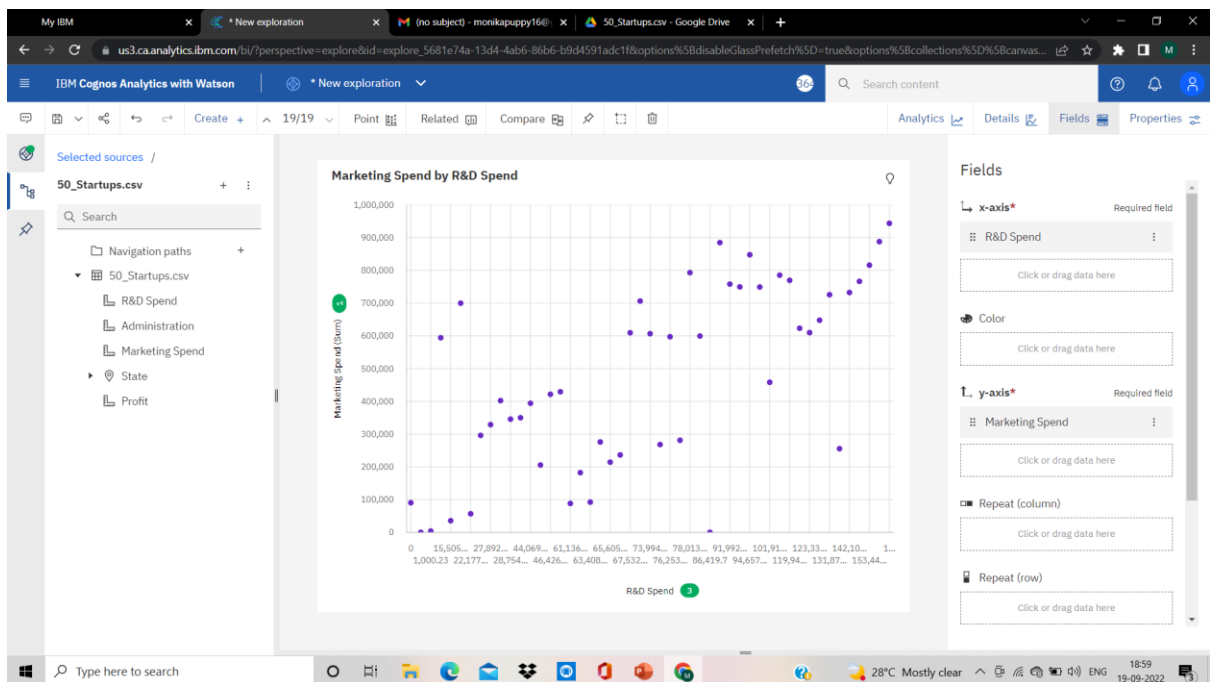 My IBM
* New exploration
(no subject) - monikapuppy16@
50_Startups.csv - Google Drive
us3.ca.analytics.ibm.com/bi/?perspective=explore&id=explore_5681e74a-13d4-4ab6-86b6-b9d4591adc1f&options%5BdisableGlassPrefetch%5D=true&options%5Bcollections%5D%5Bcanvas...
M
IBM Cognos Analytics with Watson
* New exploration
Search content
Create +
19/19
Point
Related
Compare
Analytics
Details
Fields
Properties
Selected sources /
50_Startups.csv
Search
Navigation paths
50_Startups.csv
R&D Spend
Administration
Marketing Spend
State
Profit
Marketing Spend by R&D Spend
1,000,000
900,000
800,000
700,000
600,000
500,000
400,000
300,000
200,000
100,000
0
Marketing Spend (Sum)
0 15,505... 27,892... 44,069... 61,136... 65,605... 73,994... 78,013... 91,992... 101,91... 123,33... 142,10... 1...
1,000.23 22,177... 28,754... 46,426... 63,408... 67,532... 76,253... 86,419.7 94,657... 119,94... 131,87... 153,44...
R&D Spend 3
Fields
x-axis* Required field
R&D Spend
Click or drag data here
Color
Click or drag data here
y-axis* Required field
Marketing Spend
Click or drag data here
Repeat (column)
Click or drag data here
Repeat (row)
Click or drag data here
Type here to search
28°C Mostly clear
ENG
18:59
19-09-2022